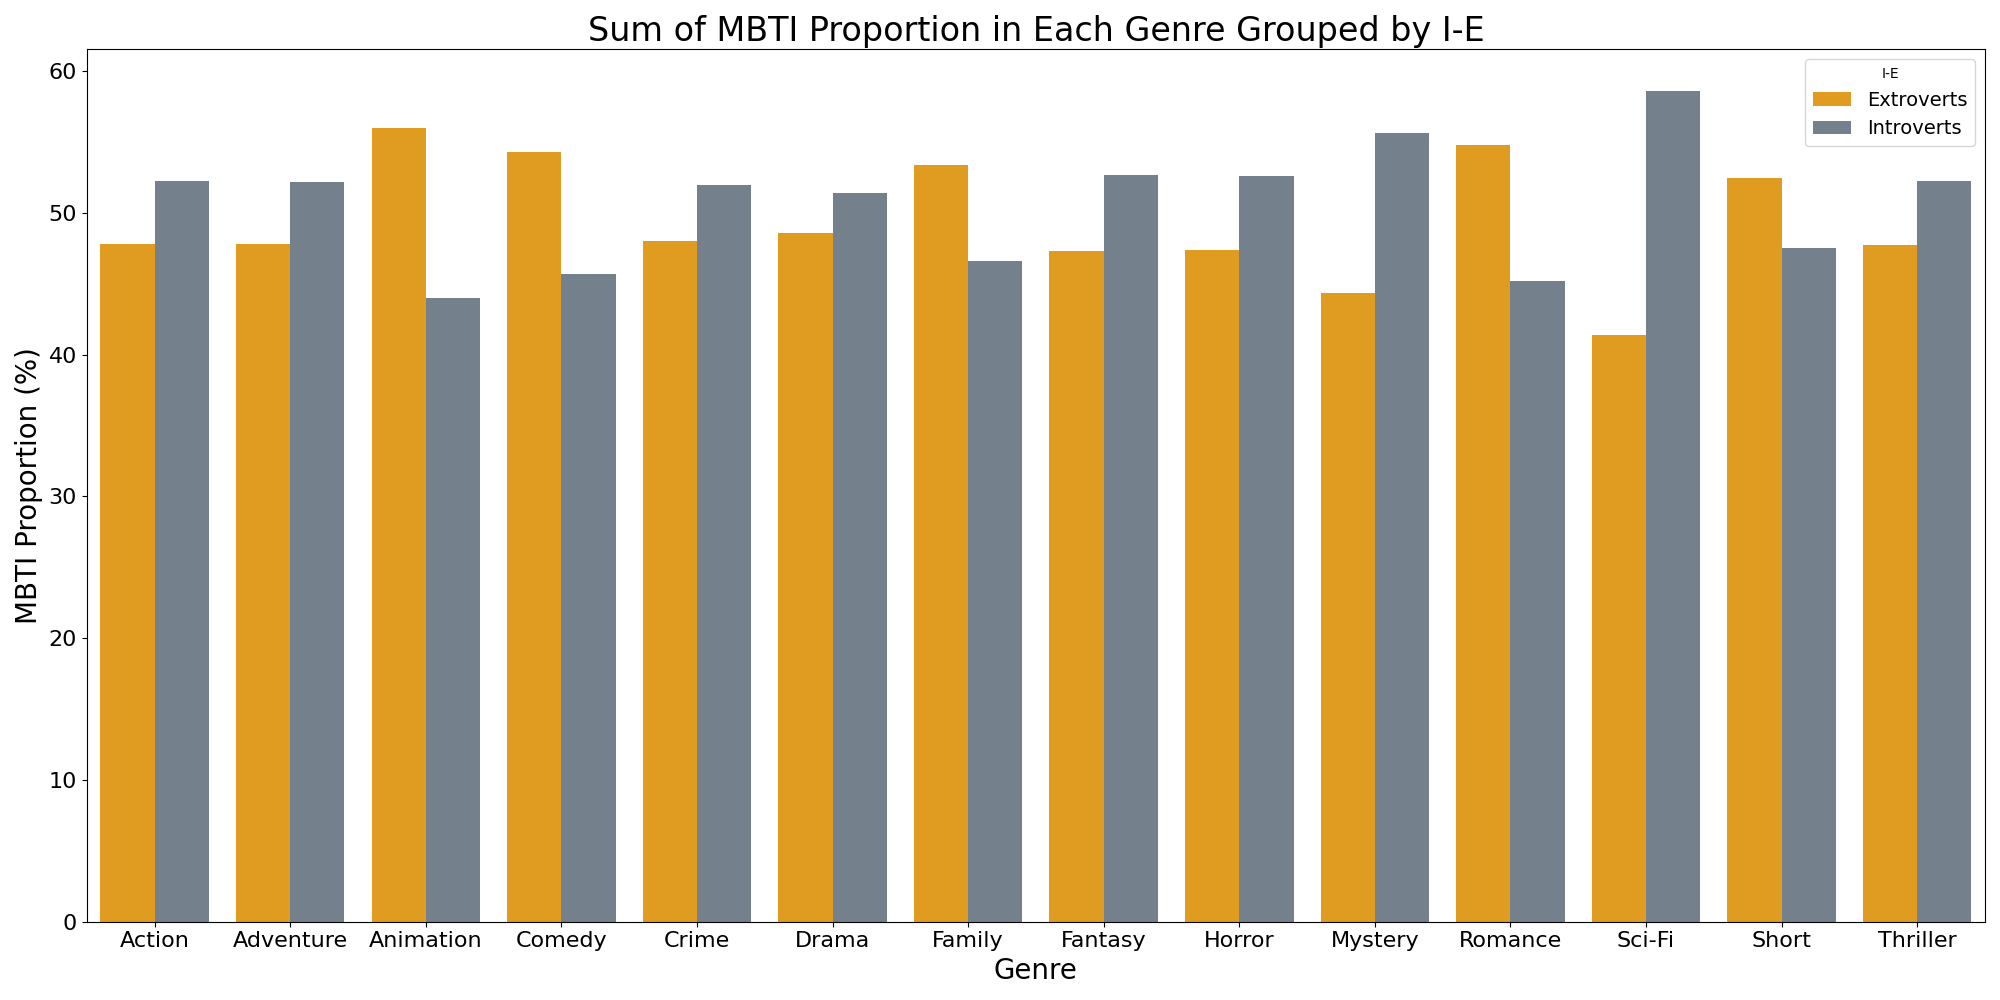 Sum of MBTI Proportion in Each Genre Grouped by I-E
I-E
Extroverts
Introverts
MBTI Proportion (%)
60
50
40
30
20
10
0
Action Adventure Animation Comedy Crime Drama Family Fantasy Horror Mystery Romance Sci-Fi Short Thriller
Genre